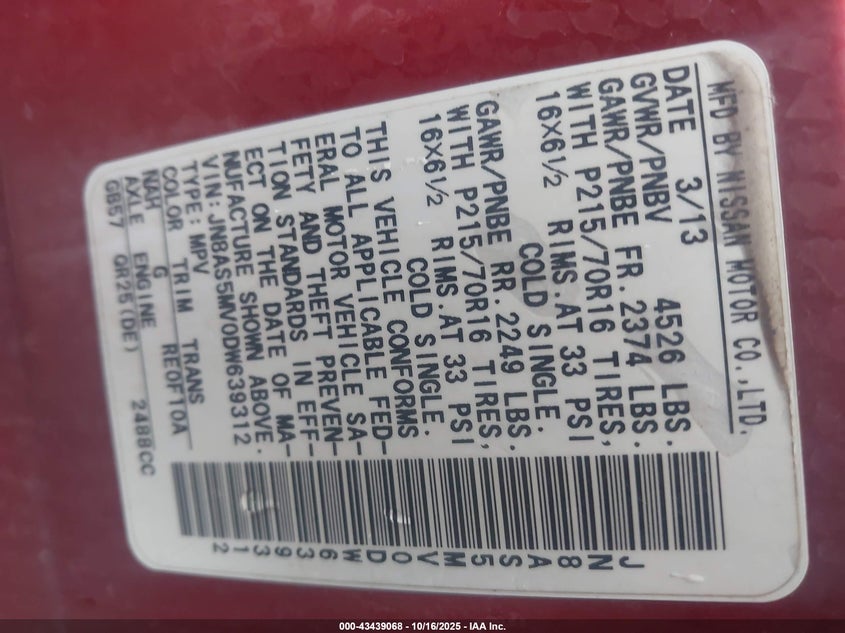 MFD BY NISSAN MOTOR CO.,LTD.
DATE 3/13
GVWR/PNBV 4526 LBS.
GAWR/PNBE FR. 2374 LBS.
WITH P215/70R16 TIRES,
16X6½ RIMS.AT 33 PSI
COLD SINGLE.
GAWR/PNBE RR. 2249 LBS.
WITH P215/70R16 TIRES,
16X6½ RIMS.AT 33 PSI
COLD SINGLE.
THIS VEHICLE CONFORMS
TO ALL APPLICABLE FED-
ERAL MOTOR VEHICLE SA-
FETY AND THEFT PREVEN-
TION STANDARDS IN EFF-
ECT ON THE DATE OF MA-
NUFACTURE SHOWN ABOVE.
VIN: JN8AS5MV0DW639312
TYPE: MPV
COLOR TRIM TRANS
NAH G RE0F10A
AXLE ENGINE
GB57 QR25(DE) 2488CC
JN8AS5MV0DW639312
000-43439068 - 10/16/2025 - IAA Inc.